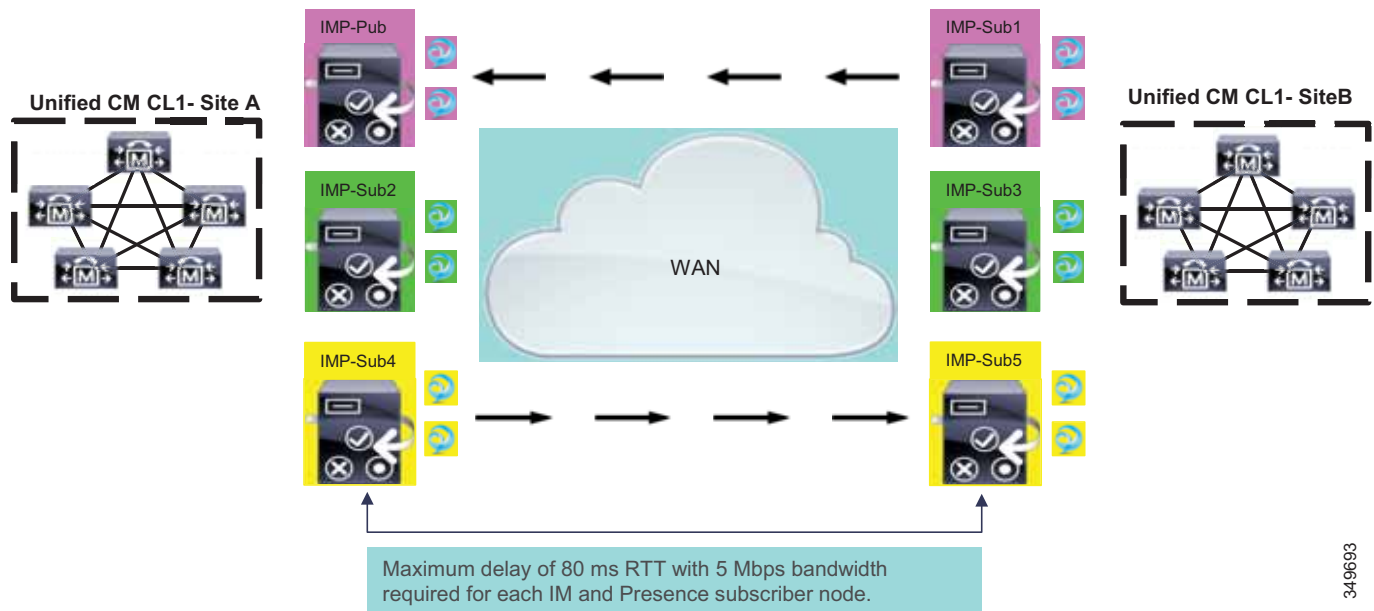 IMP-Pub
IMP-Sub1
Unified CM CL1- Site A
Unified CM CL1- SiteB
M
M
M
M
M
M
M
M
M
M
IMP-Sub2
IMP-Sub3
WAN
IMP-Sub4
IMP-Sub5
Maximum delay of 80 ms RTT with 5 Mbps bandwidth
required for each IM and Presence subscriber node.
349693